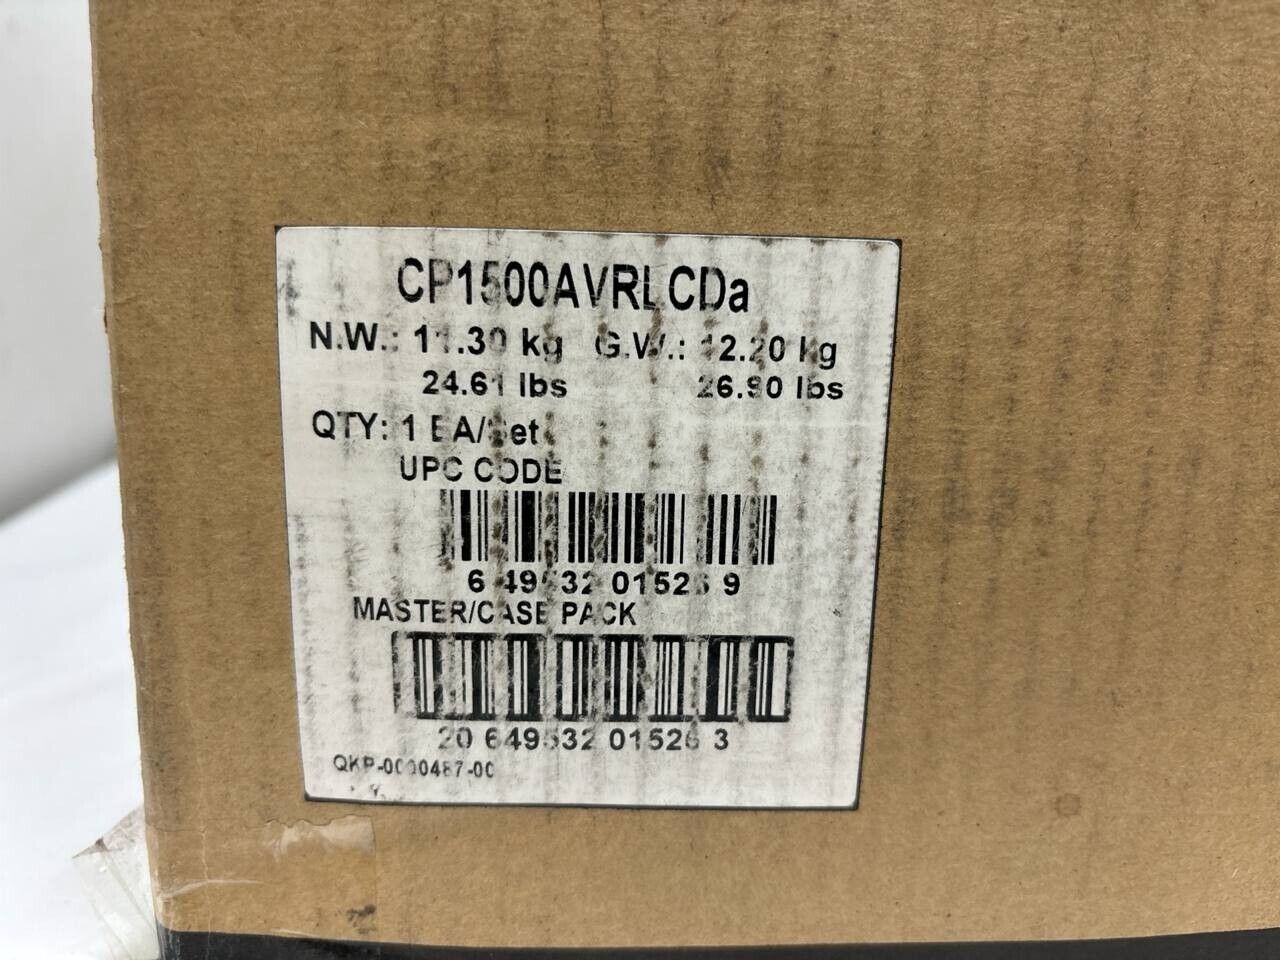 CP1500AVRLCDa
N.W.: 11.30 kg G.W.: 12.20 kg
24.61 lbs 26.90 lbs
QTY: 1 EA/Set
UPC CODE
6 49532 01526 9
MASTER/CASE PACK
20 649532 01526 3
QKP-0000487-00